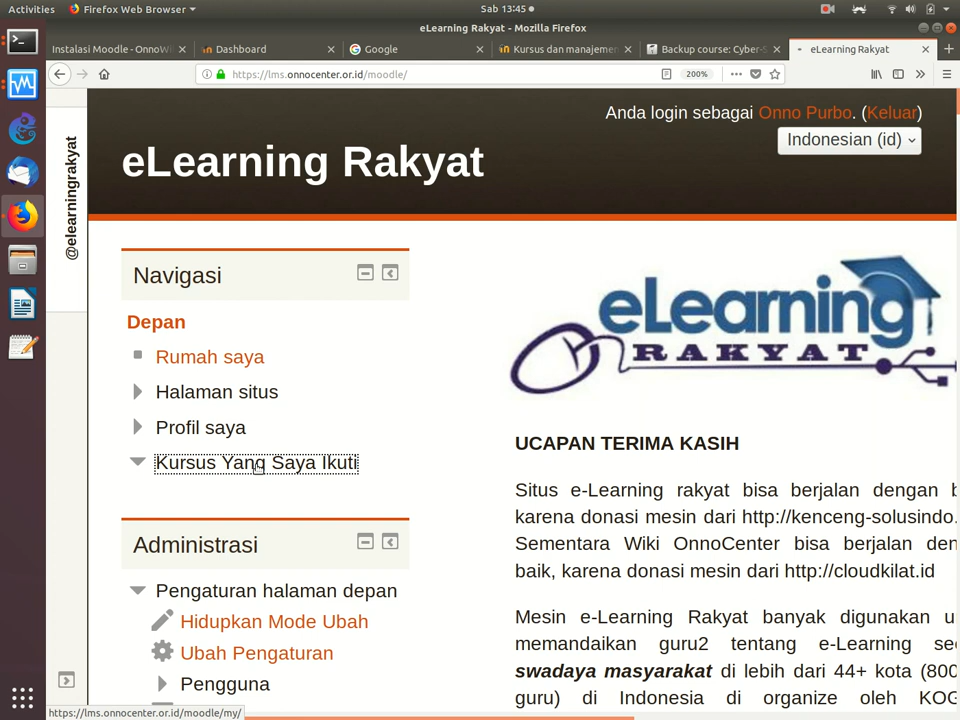 Activities Firefox Web Browser Sab 13:45
eLearning Rakyat - Mozilla Firefox
Instalasi Moodle - OnnoWi Dashboard Google Kursus dan manajemen Backup course: Cyber-S eLearning Rakyat
https://lms.onnocenter.or.id/moodle/ 200%
@elearningrakyat
Anda login sebagai Onno Purbo. (Keluar)
Indonesian (id)
eLearning Rakyat
Navigasi
Depan
Rumah saya
Halaman situs
Profil saya
Kursus Yang Saya Ikuti
Administrasi
Pengaturan halaman depan
Hidupkan Mode Ubah
Ubah Pengaturan
Pengguna
eLearning
RAKYAT
UCAPAN TERIMA KASIH
Situs e-Learning rakyat bisa berjalan dengan b
karena donasi mesin dari http://kenceng-solusindo.
Sementara Wiki OnnoCenter bisa berjalan den
baik, karena donasi mesin dari http://cloudkilat.id
Mesin e-Learning Rakyat banyak digunakan u
memandaikan guru2 tentang e-Learning se
swadaya masyarakat di lebih dari 44+ kota (800
guru) di Indonesia di organize oleh KOG
https://lms.onnocenter.or.id/moodle/my/